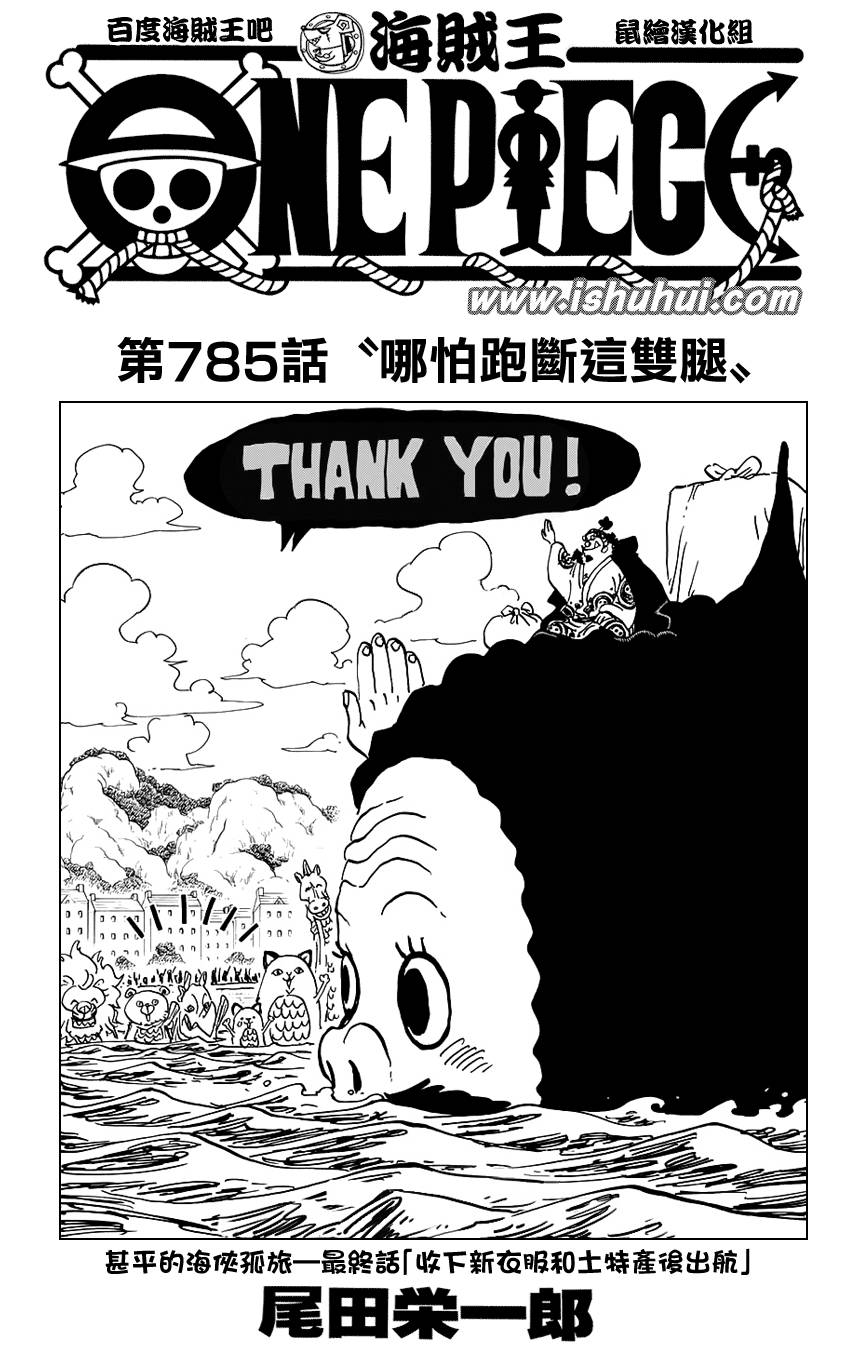 百度海賊王吧
海賊王
鼠繪漢化組
ONE PIECE
www.ishuhui.com
第785話〝哪怕跑斷這雙腿〟
THANK YOU!
甚平的海俠孤旅—最終話「收下新衣服和土特產後出航」
尾田栄一郎